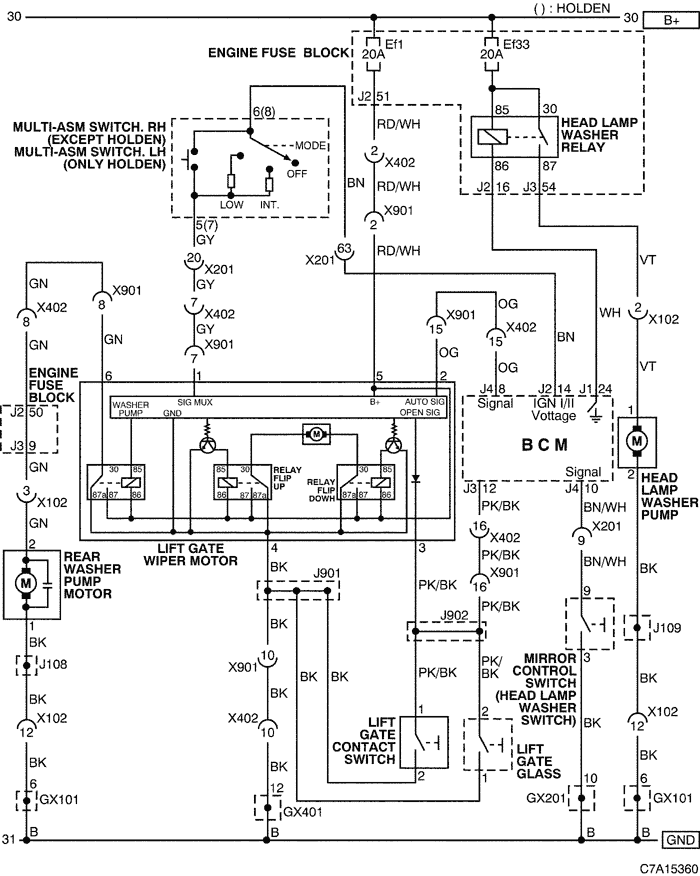 ( ) : HOLDEN
30
30
B+
ENGINE FUSE BLOCK
Ef1
20A
Ef33
20A
J2 51
85
30
HEAD LAMP
WASHER
RELAY
86
87
J2 16
J3 54
MULTI-ASM SWITCH. RH
(EXCEPT HOLDEN)
MULTI-ASM SWITCH. LH
(ONLY HOLDEN)
6(8)
MODE
OFF
LOW
INT.
5(7)
RD/WH
2
X402
RD/WH
BN
X901
2
RD/WH
GY
20
X201
GY
7
X402
GY
X901
7
63
X201
VT
GN
X402
8
GN
X901
8
GN
X901
15
OG
X402
15
OG
OG
BN
WH
2
X102
VT
ENGINE
FUSE
BLOCK
J2 50
J3 9
GN
3
X102
GN
6
1
5
2
WASHER
PUMP
SIG MUX
GND
B+
AUTO SIG
OPEN SIG
M
30
85
87a
87
86
85
30
86
87
87a
RELAY
FLIP
UP
RELAY
FLIP
DOWN
30
85
87a
87
86
LIFT GATE
WIPER MOTOR
4
3
J4 8
J2 14
J1 24
Signal
IGN I/II
Voltage
BCM
Signal
J3 12
J4 10
1
M
2
HEAD
LAMP
WASHER
PUMP
PK/BK
16
X402
PK/BK
X901
16
PK/BK
BN/WH
X201
9
BN/WH
2
M
1
REAR
WASHER
PUMP
MOTOR
BK
J901
PK/BK
J902
9
3
MIRROR
CONTROL
SWITCH
(HEAD LAMP
WASHER
SWITCH)
BK
J109
BK
J108
BK
X102
12
BK
BK
10
X901
BK
X402
10
BK
BK
BK
PK/BK
PK/
BK
1
2
LIFT
GATE
CONTACT
SWITCH
2
1
LIFT
GATE
GLASS
BK
BK
X102
12
BK
6
GX101
12
GX401
10
GX201
6
GX101
31
B
B
B
B
GND
C7A15360